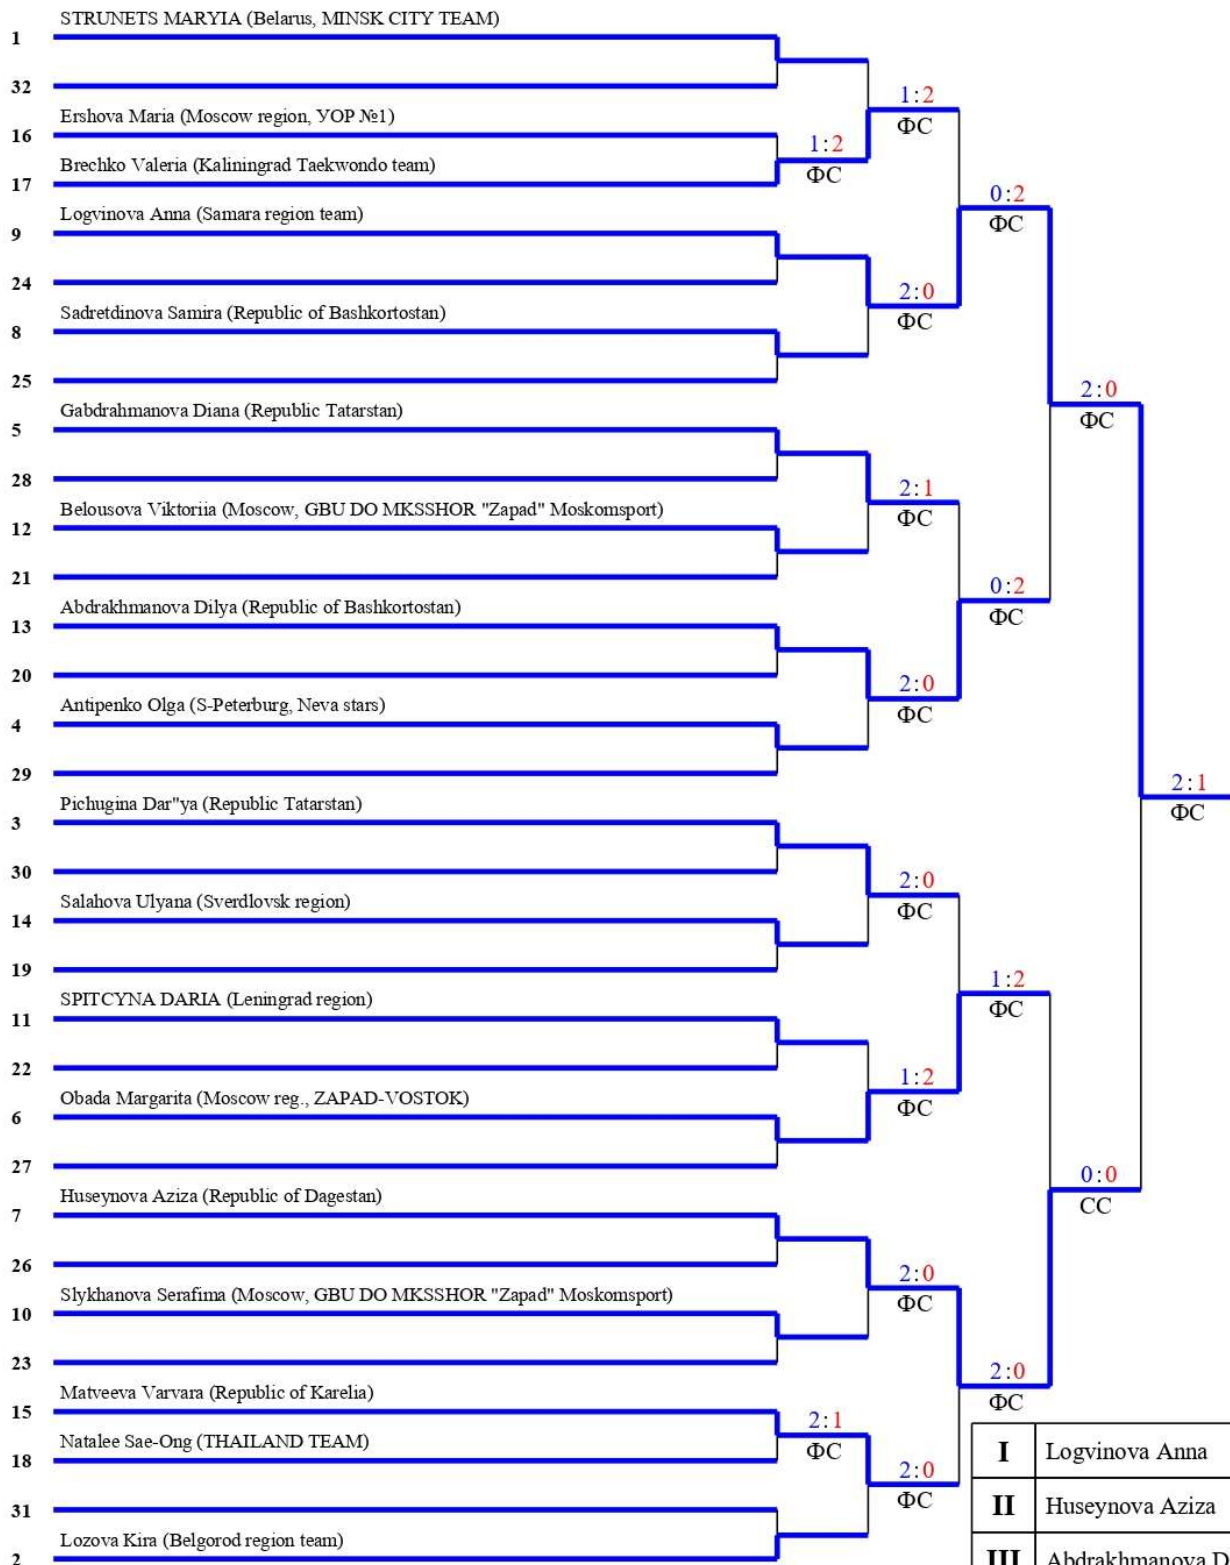 STRUNETS MARYIA (Belarus, MINSK CITY TEAM)
1
32
Ershova Maria (Moscow region, УОР №1)
16
1:2
ФС
1:2
ФС
Brechko Valeria (Kaliningrad Taekwondo team)
17
0:2
ФС
Logvinova Anna (Samara region team)
9
24
2:0
ФС
Sadretdinova Samira (Republic of Bashkortostan)
8
25
2:0
ФС
Gabdrahmanova Diana (Republic Tatarstan)
5
28
2:1
ФС
Belousova Viktoriia (Moscow, GBU DO MKSSHOR "Zapad" Moskomsport)
12
21
0:2
ФС
Abdrakhmanova Dilya (Republic of Bashkortostan)
13
20
2:0
ФС
Antipenko Olga (S-Peterburg, Neva stars)
4
29
2:1
ФС
Pichugina Dar"ya (Republic Tatarstan)
3
30
2:0
ФС
Salahova Ulyana (Sverdlovsk region)
14
19
1:2
ФС
SPITCYNA DARIA (Leningrad region)
11
22
1:2
ФС
Obada Margarita (Moscow reg., ZAPAD-VOSTOK)
6
27
0:0
СС
Huseynova Aziza (Republic of Dagestan)
7
26
2:0
ФС
Slykhanova Serafima (Moscow, GBU DO MKSSHOR "Zapad" Moskomsport)
10
23
2:0
ФС
Matveeva Varvara (Republic of Karelia)
15
2:1
ФС
Natalee Sae-Ong (THAILAND TEAM)
18
2:0
ФС
31
Lozova Kira (Belgorod region team)
2
I Logvinova Anna
II Huseynova Aziza
III Abdrakhmanova D